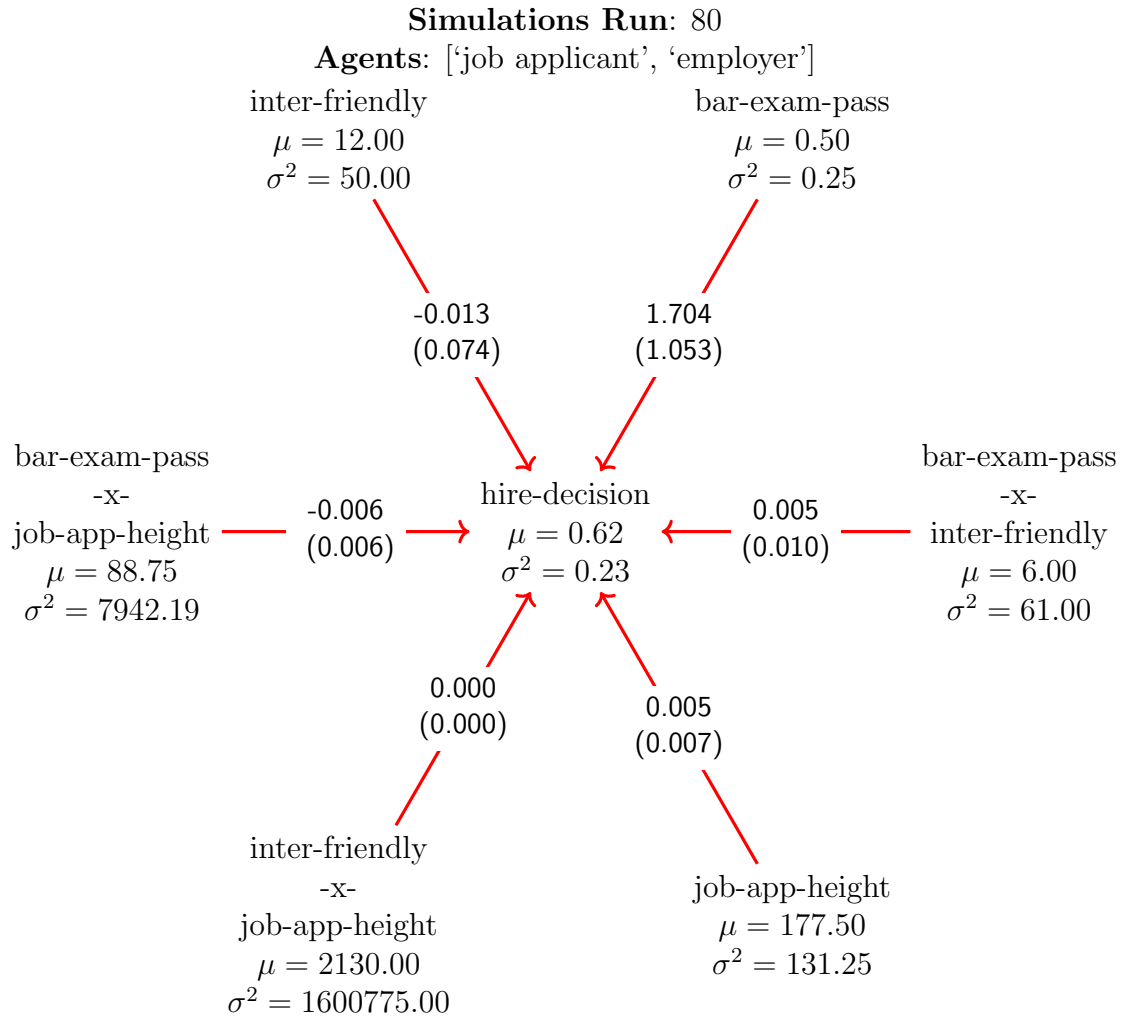 Simulations Run: 80
Agents: [‘job applicant’, ‘employer’]
inter-friendly
μ = 12.00
σ² = 50.00
bar-exam-pass
μ = 0.50
σ² = 0.25
-0.013
(0.074)
1.704
(1.053)
bar-exam-pass
-x-
job-app-height
μ = 88.75
σ² = 7942.19
-0.006
(0.006)
hire-decision
μ = 0.62
σ² = 0.23
0.005
(0.010)
bar-exam-pass
-x-
inter-friendly
μ = 6.00
σ² = 61.00
0.000
(0.000)
0.005
(0.007)
inter-friendly
-x-
job-app-height
μ = 2130.00
σ² = 1600775.00
job-app-height
μ = 177.50
σ² = 131.25